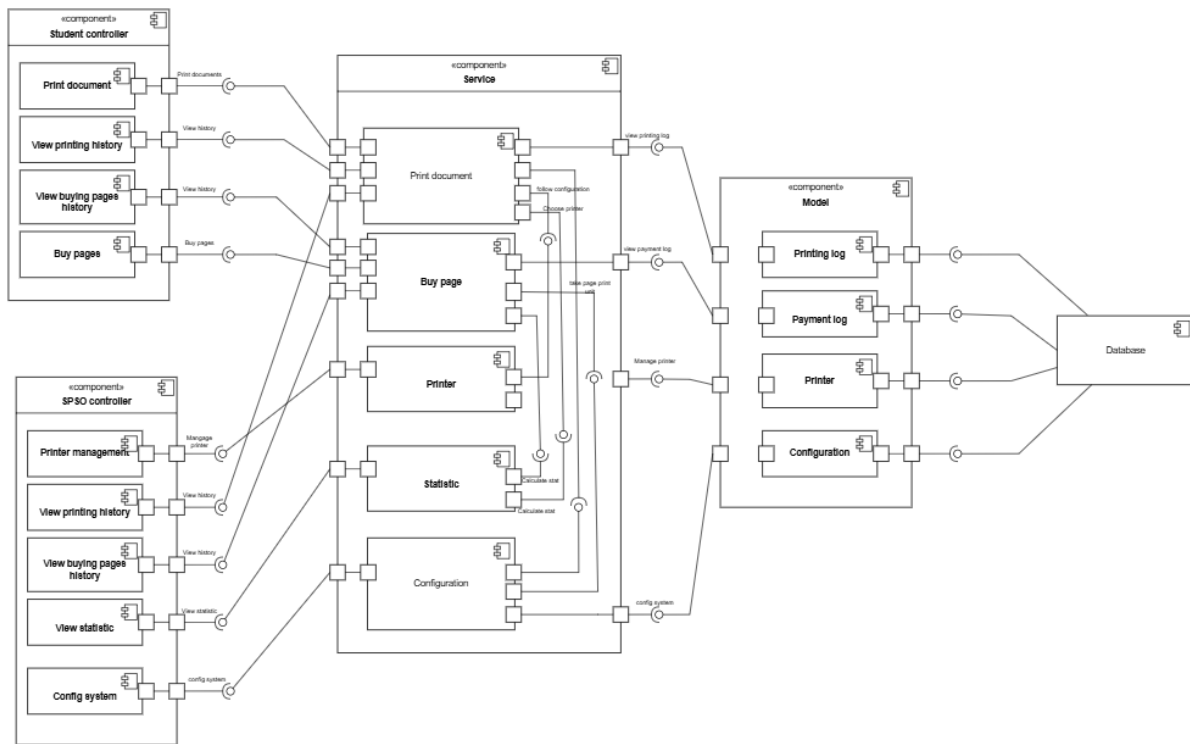 «component»
Student controller
Print document
View printing history
View buying pages
history
Buy pages
Print documents
View history
View history
Buy pages
«component»
SPSO controller
Printer management
View printing history
View buying pages
history
View statistic
Config system
Mangage
printer
View history
View history
View statistic
config system
«component»
Service
Print document
Buy page
Printer
Statistic
Configuration
follow configuration
Choose printer
take page print
unit
Calculate stat
Calculate stat
view printing log
view payment log
Manage printer
config system
«component»
Model
Printing log
Payment log
Printer
Configuration
Database